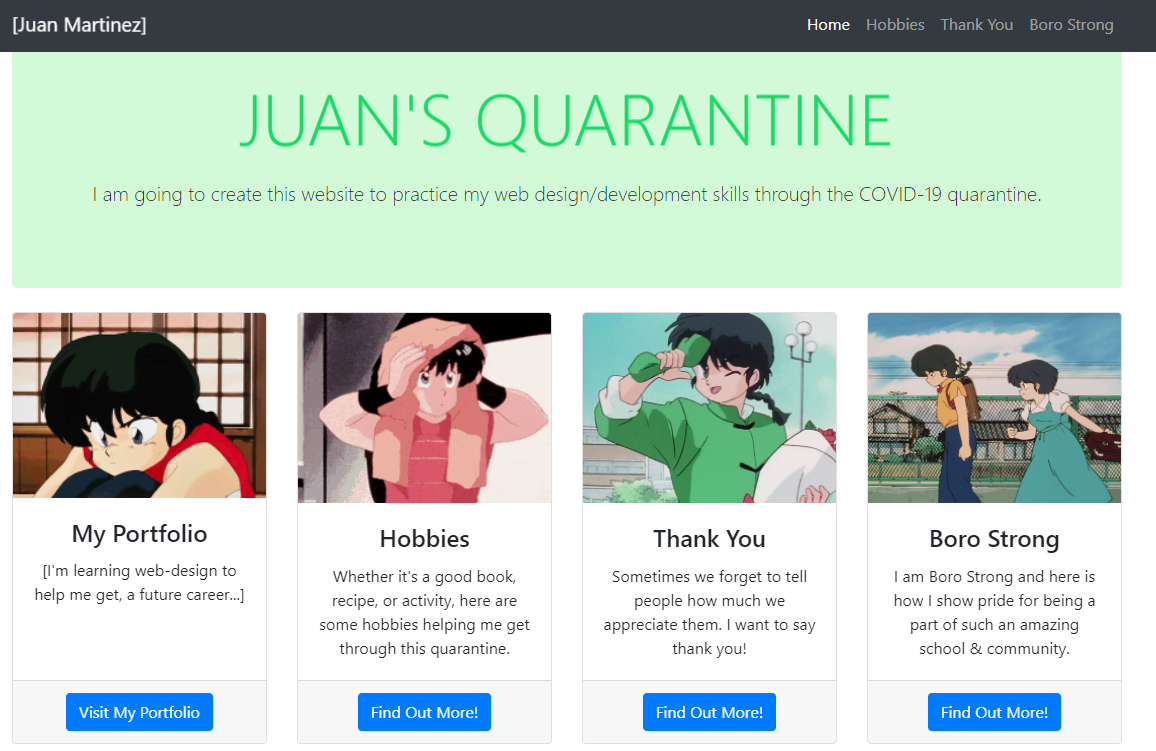 [Juan Martinez]
Home Hobbies Thank You Boro Strong
JUAN'S QUARANTINE
I am going to create this website to practice my web design/development skills through the COVID-19 quarantine.
My Portfolio
[I'm learning web-design to
help me get, a future career...]
Visit My Portfolio
Hobbies
Whether it's a good book,
recipe, or activity, here are
some hobbies helping me get
through this quarantine.
Find Out More!
Thank You
Sometimes we forget to tell
people how much we
appreciate them. I want to say
thank you!
Find Out More!
Boro Strong
I am Boro Strong and here is
how I show pride for being a
part of such an amazing
school & community.
Find Out More!